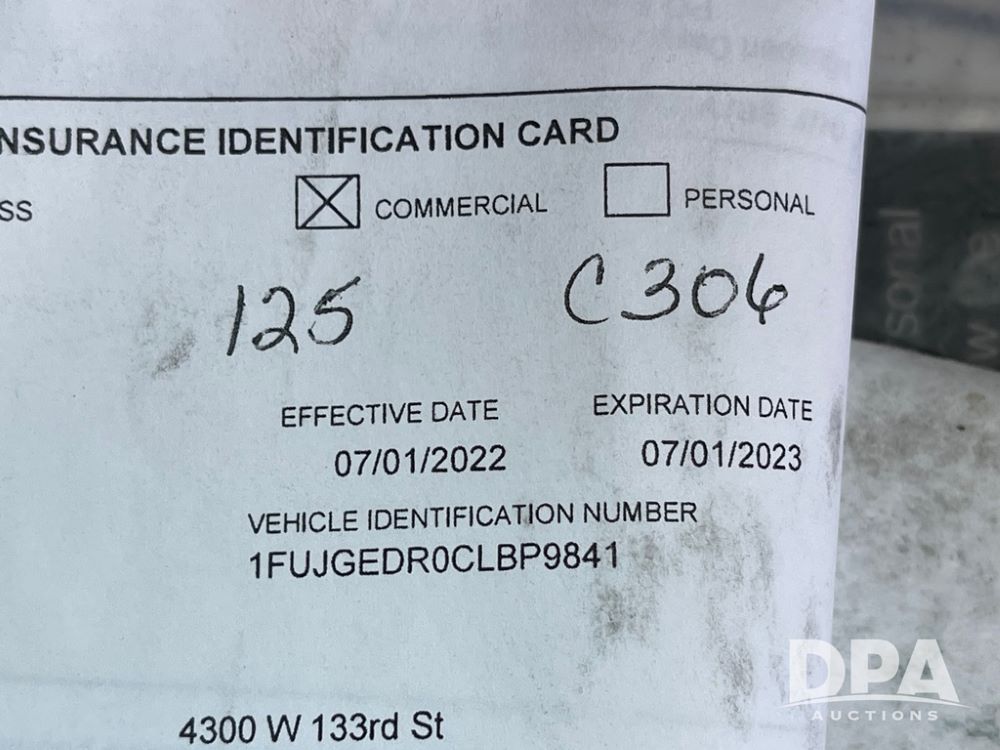 NSURANCE IDENTIFICATION CARD
SS
COMMERCIAL
PERSONAL
125
C306
EFFECTIVE DATE
EXPIRATION DATE
07/01/2022
07/01/2023
VEHICLE IDENTIFICATION NUMBER
1FUJGEDR0CLBP9841
4300 W 133rd St
sonal
DPA
AUCTIONS